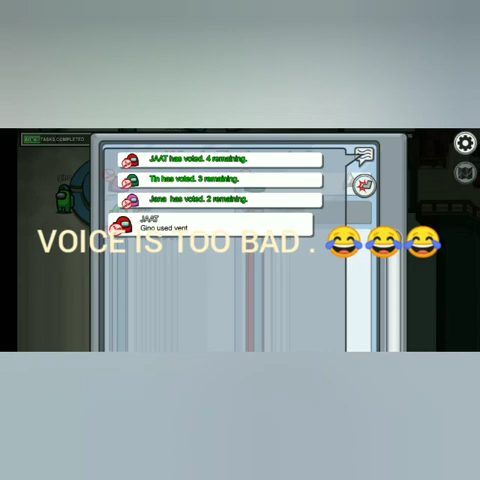 TASKS COMPLETED
JAAT has voted. 4 remaining.
Tin has voted. 3 remaining.
Jana has voted. 2 remaining.
JAAT
Gino used vent
VOICE IS TOO BAD . 😂😂😂